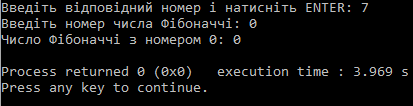 Введіть відповідний номер і натисніть ENTER: 7
Введіть номер числа Фібоначчі: 0
Число Фібоначчі з номером 0: 0
Process returned 0 (0x0)   execution time : 3.969 s
Press any key to continue.